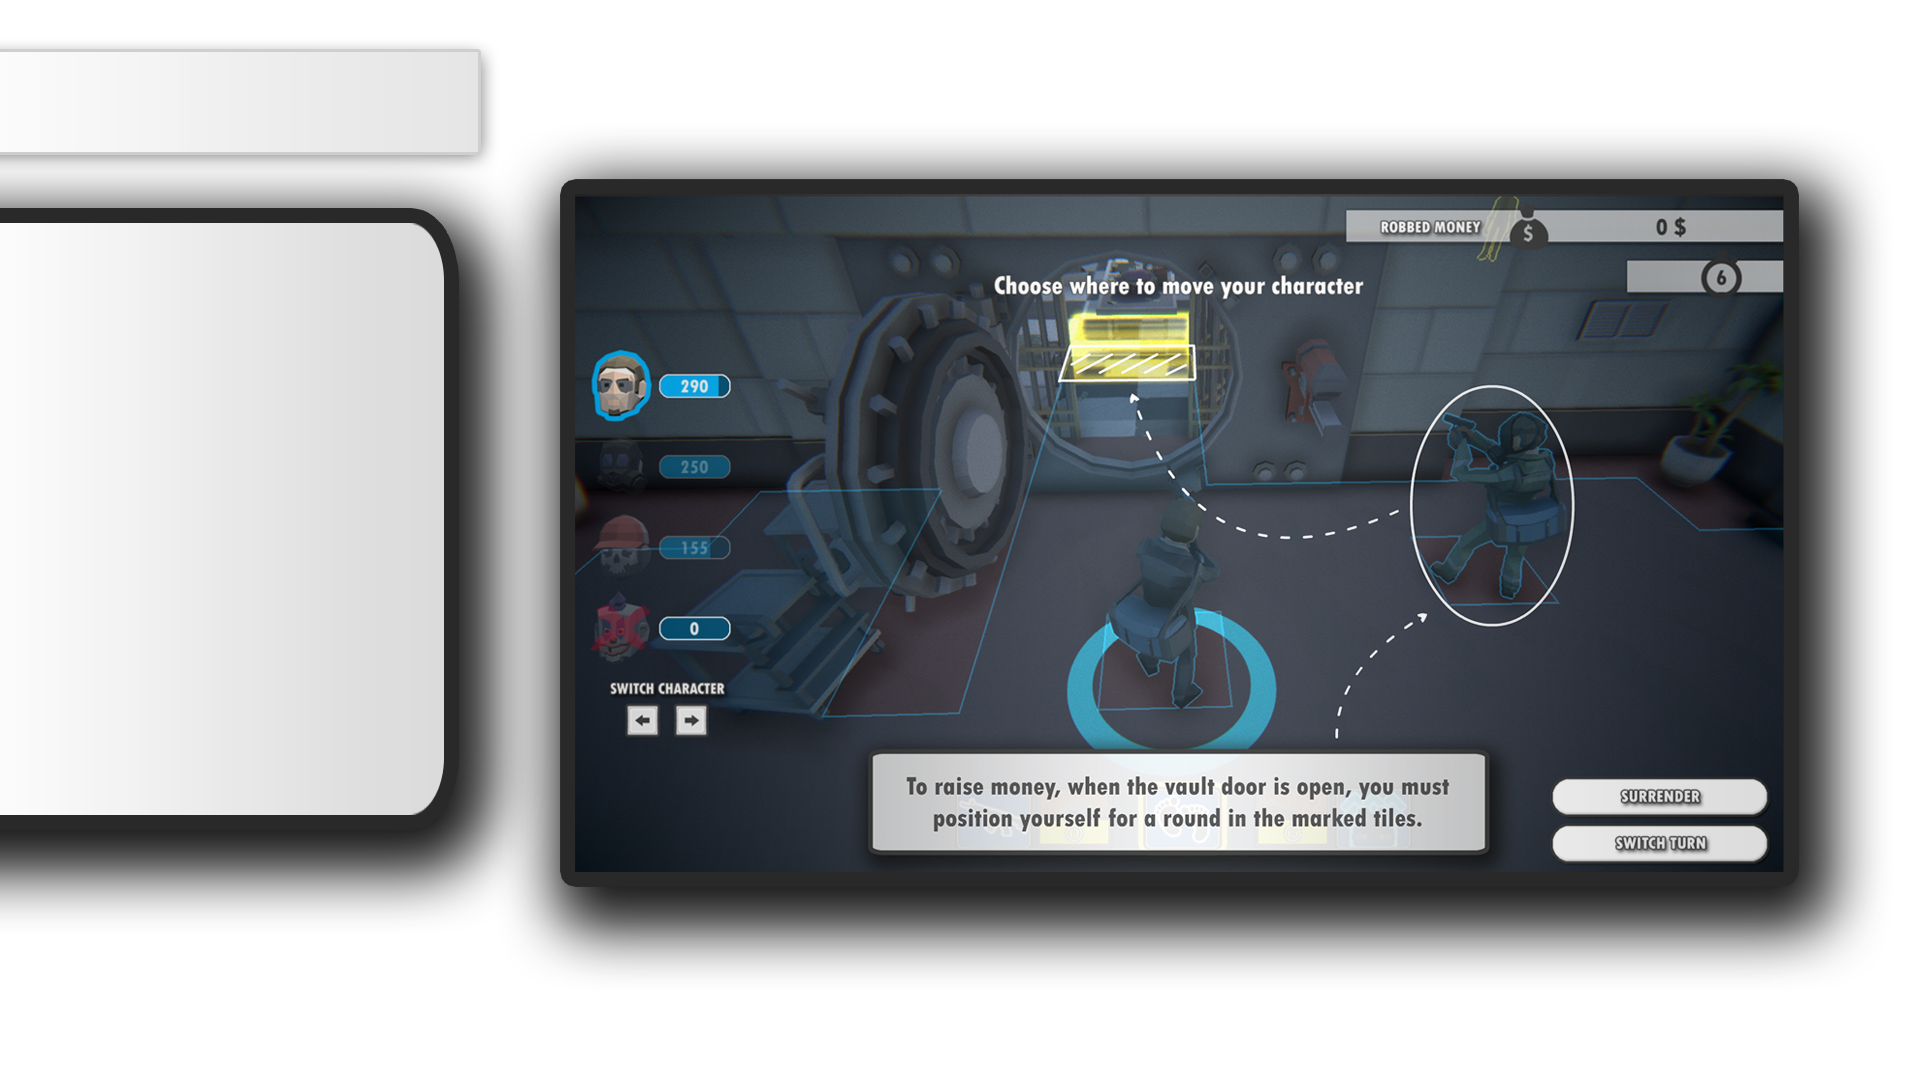 ROBBED MONEY
$
0 $
6
Choose where to move your character
290
250
155
0
SWITCH CHARACTER
To raise money, when the vault door is open, you must
position yourself for a round in the marked tiles.
SURRENDER
SWITCH TURN